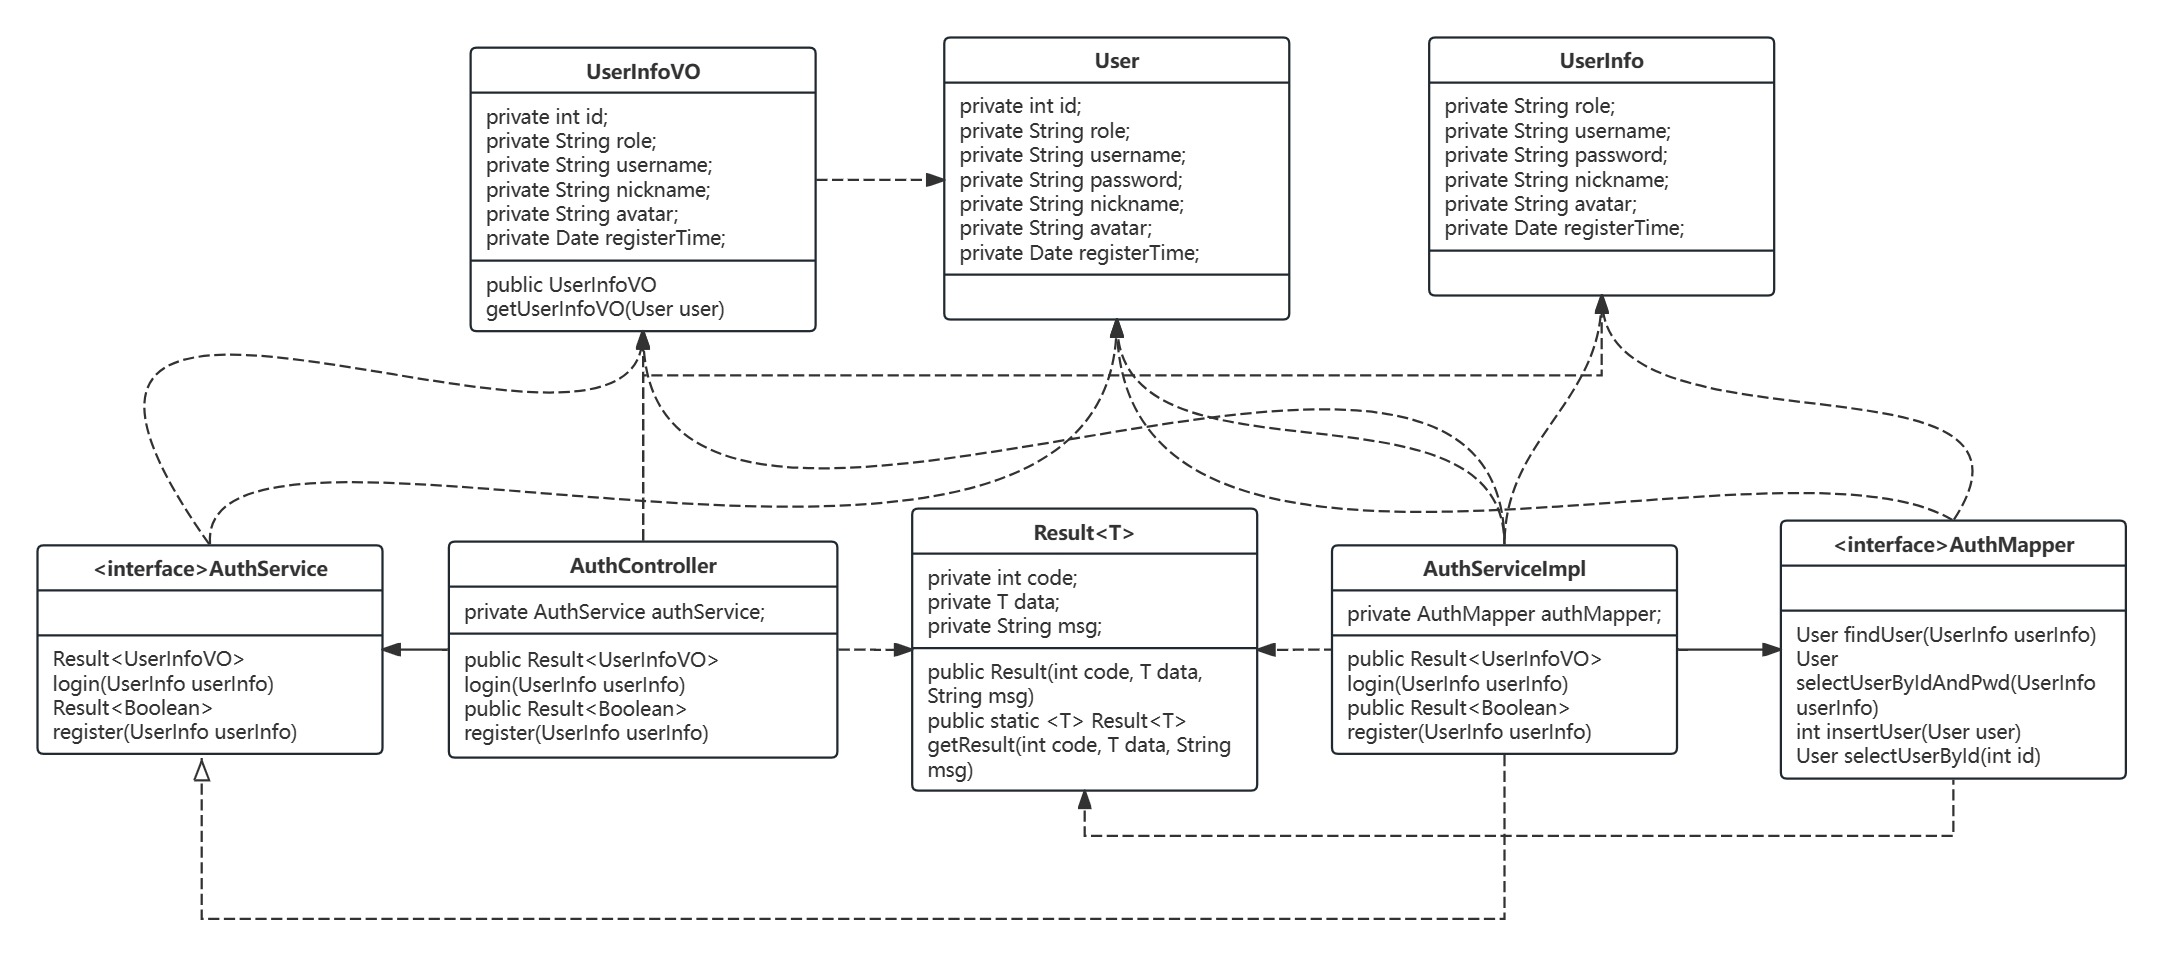 UserInfoVO
private int id;
private String role;
private String username;
private String nickname;
private String avatar;
private Date registerTime;
public UserInfoVO
getUserInfoVO(User user)
User
private int id;
private String role;
private String username;
private String password;
private String nickname;
private String avatar;
private Date registerTime;
UserInfo
private String role;
private String username;
private String password;
private String nickname;
private String avatar;
private Date registerTime;
<interface>AuthService
Result<UserInfoVO>
login(UserInfo userInfo)
Result<Boolean>
register(UserInfo userInfo)
AuthController
private AuthService authService;
public Result<UserInfoVO>
login(UserInfo userInfo)
public Result<Boolean>
register(UserInfo userInfo)
Result<T>
private int code;
private T data;
private String msg;
public Result(int code, T data,
String msg)
public static <T> Result<T>
getResult(int code, T data, String
msg)
AuthServiceImpl
private AuthMapper authMapper;
public Result<UserInfoVO>
login(UserInfo userInfo)
public Result<Boolean>
register(UserInfo userInfo)
<interface>AuthMapper
User findUser(UserInfo userInfo)
User
selectUserByIdAndPwd(UserInfo
userInfo)
int insertUser(User user)
User selectUserById(int id)